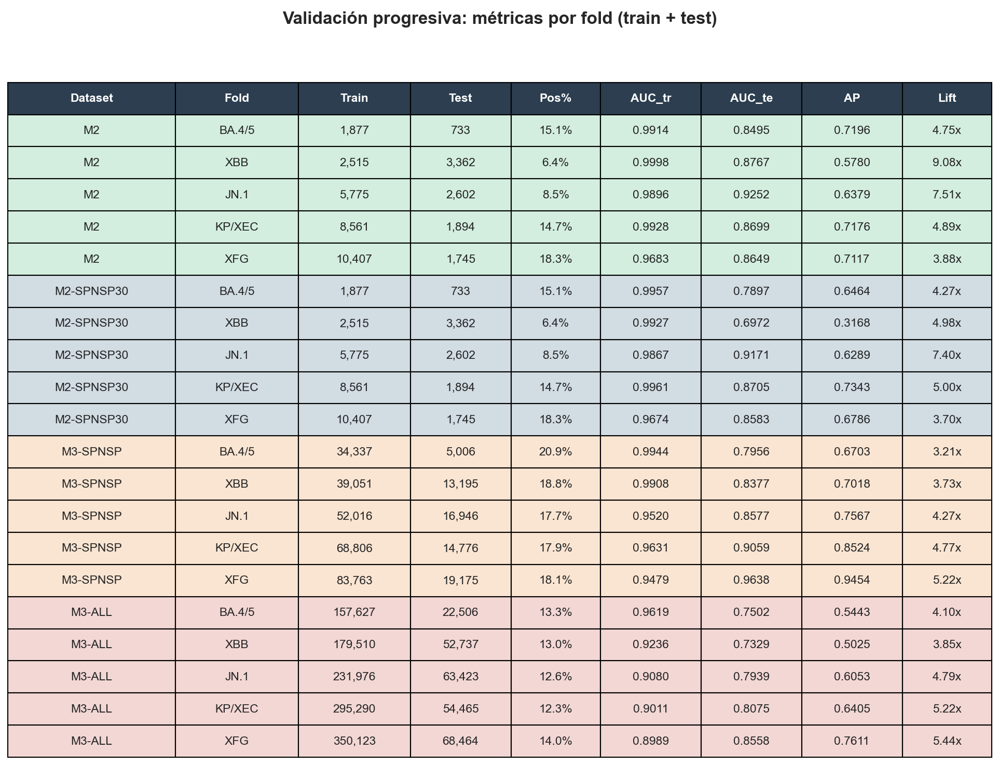 Validación progresiva: métricas por fold (train + test)
Dataset Fold Train Test Pos% AUC_tr AUC_te AP Lift
M2 BA.4/5 1,877 733 15.1% 0.9914 0.8495 0.7196 4.75x
M2 XBB 2,515 3,362 6.4% 0.9998 0.8767 0.5780 9.08x
M2 JN.1 5,775 2,602 8.5% 0.9896 0.9252 0.6379 7.51x
M2 KP/XEC 8,561 1,894 14.7% 0.9928 0.8699 0.7176 4.89x
M2 XFG 10,407 1,745 18.3% 0.9683 0.8649 0.7117 3.88x
M2-SPNSP30 BA.4/5 1,877 733 15.1% 0.9957 0.7897 0.6464 4.27x
M2-SPNSP30 XBB 2,515 3,362 6.4% 0.9927 0.6972 0.3168 4.98x
M2-SPNSP30 JN.1 5,775 2,602 8.5% 0.9867 0.9171 0.6289 7.40x
M2-SPNSP30 KP/XEC 8,561 1,894 14.7% 0.9961 0.8705 0.7343 5.00x
M2-SPNSP30 XFG 10,407 1,745 18.3% 0.9674 0.8583 0.6786 3.70x
M3-SPNSP BA.4/5 34,337 5,006 20.9% 0.9944 0.7956 0.6703 3.21x
M3-SPNSP XBB 39,051 13,195 18.8% 0.9908 0.8377 0.7018 3.73x
M3-SPNSP JN.1 52,016 16,946 17.7% 0.9520 0.8577 0.7567 4.27x
M3-SPNSP KP/XEC 68,806 14,776 17.9% 0.9631 0.9059 0.8524 4.77x
M3-SPNSP XFG 83,763 19,175 18.1% 0.9479 0.9638 0.9454 5.22x
M3-ALL BA.4/5 157,627 22,506 13.3% 0.9619 0.7502 0.5443 4.10x
M3-ALL XBB 179,510 52,737 13.0% 0.9236 0.7329 0.5025 3.85x
M3-ALL JN.1 231,976 63,423 12.6% 0.9080 0.7939 0.6053 4.79x
M3-ALL KP/XEC 295,290 54,465 12.3% 0.9011 0.8075 0.6405 5.22x
M3-ALL XFG 350,123 68,464 14.0% 0.8989 0.8558 0.7611 5.44x